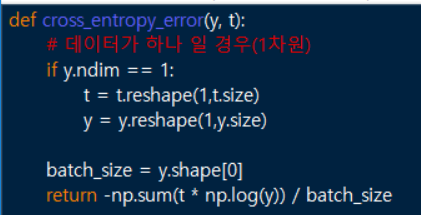 def cross_entropy_error(y, t):
    # 데이터가 하나 일 경우(1차원)
    if y.ndim == 1:
        t = t.reshape(1,t.size)
        y = y.reshape(1,y.size)

    batch_size = y.shape[0]
    return -np.sum(t * np.log(y)) / batch_size